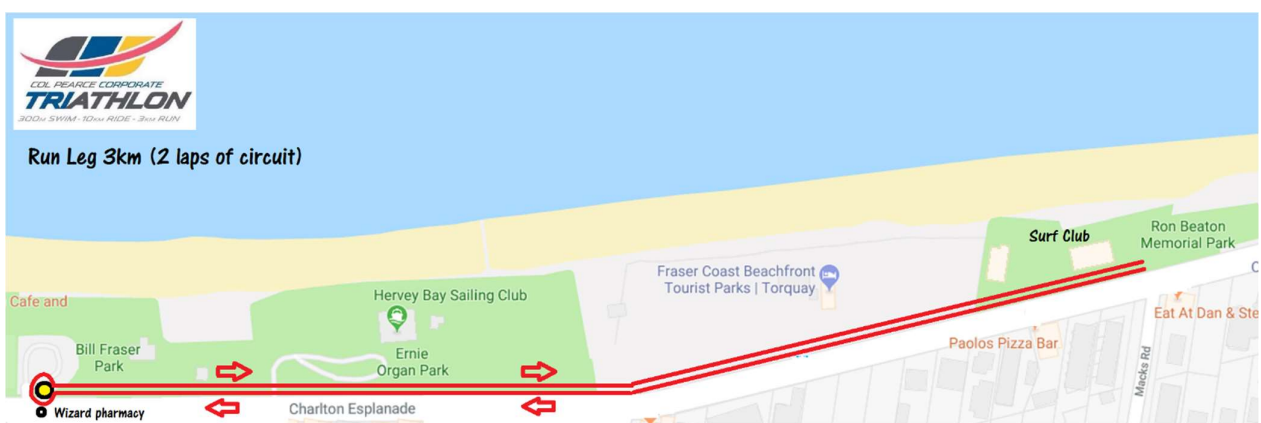 COL PEARCE CORPORATE
TRIATHLON
300M SWIM - 10KM RIDE - 3KM RUN
Run Leg 3km (2 laps of circuit)
Surf Club
Ron Beaton
Memorial Park
Fraser Coast Beachfront
Tourist Parks | Torquay
Hervey Bay Sailing Club
Cafe and
Eat At Dan & Ste
Bill Fraser
Park
Ernie
Organ Park
Paolos Pizza Bar
Macks Rd
Wizard pharmacy
Charlton Esplanade
C